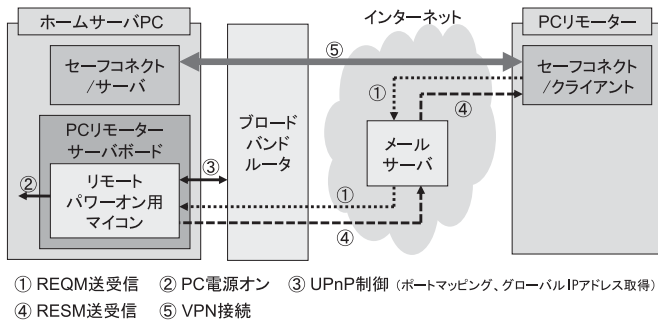 ホームサーバPC
インターネット
PCリモーター
セーフコネクト
/サーバ
⑤
セーフコネクト
/クライアント
①
④
PCリモーター
サーバボード
ブロード
バンド
ルータ
メール
サーバ
リモート
パワーオン用
マイコン
②
③
①
④
① REQM送受信 ② PC電源オン ③ UPnP制御 (ポートマッピング、グローバルIPアドレス取得)
④ RESM送受信 ⑤ VPN接続